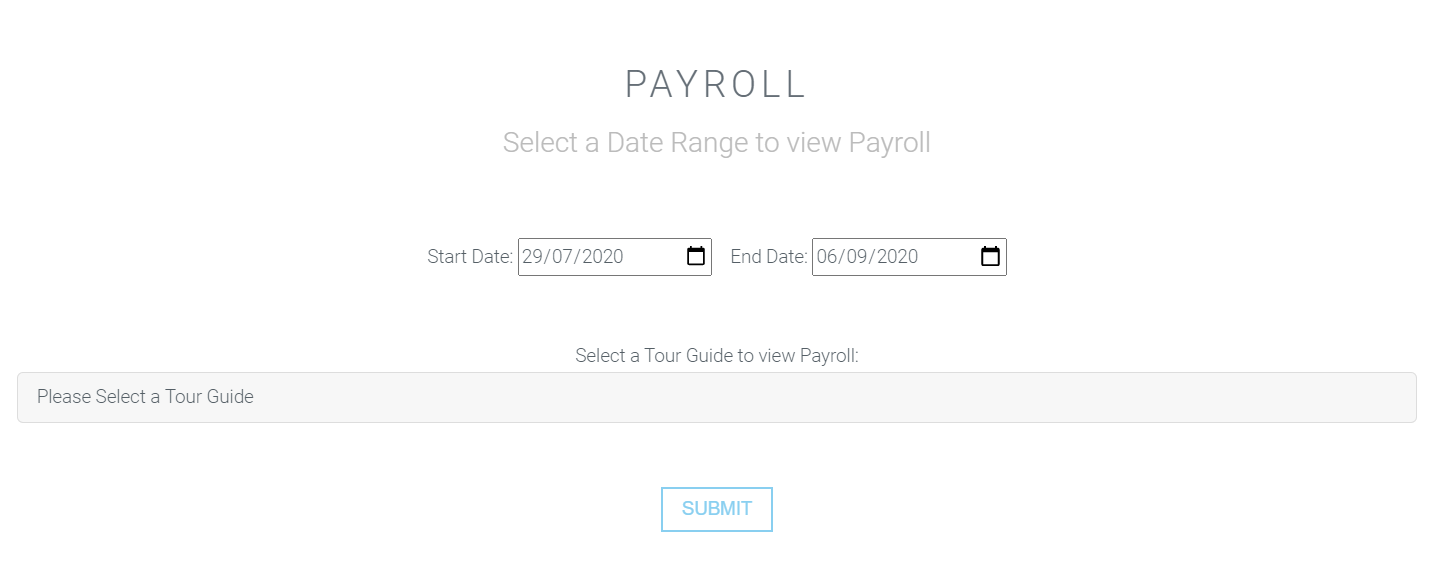 PAYROLL
Select a Date Range to view Payroll
Start Date: 29/07/2020 End Date: 06/09/2020
Select a Tour Guide to view Payroll:
Please Select a Tour Guide
SUBMIT